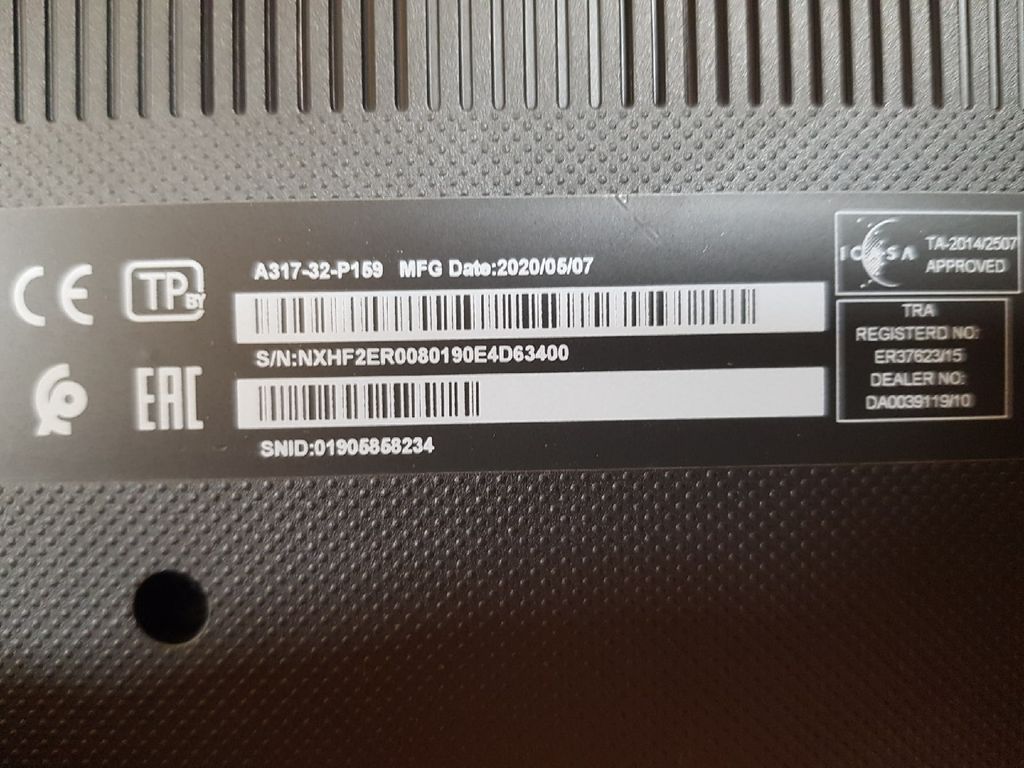 A317-32-P159 MFG Date:2020/05/07
S/N:NXHF2ER0080190E4D63400
SNID:01905858234
CE
TP
BY
EAC
ICASA
TA-2014/2507
APPROVED
TRA
REGISTERD NO:
ER37623/15
DEALER NO:
DA0039119/10